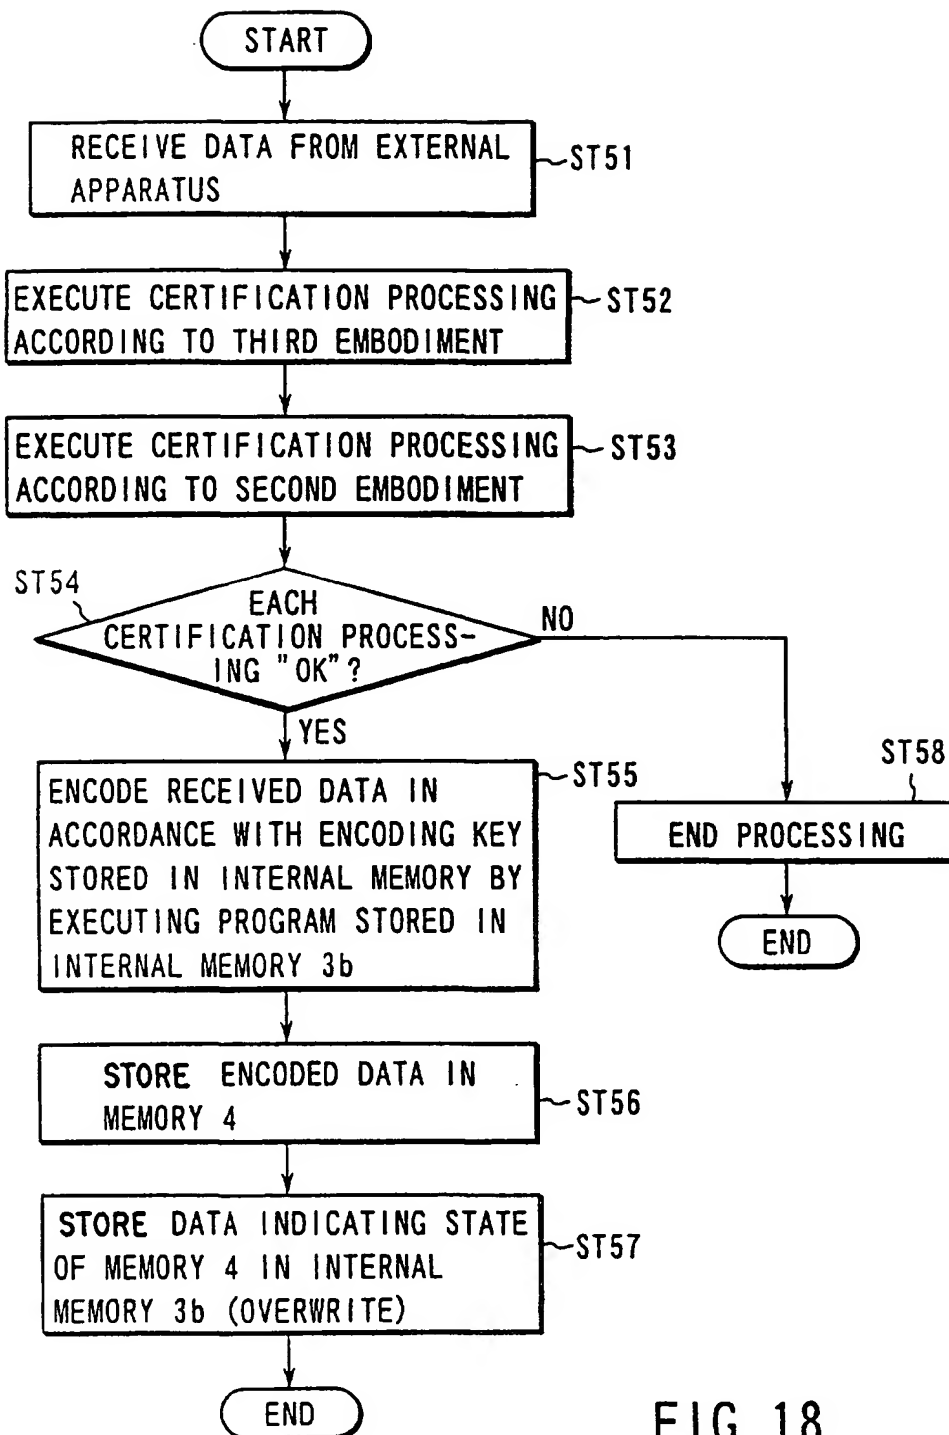 START
RECEIVE DATA FROM EXTERNAL
APPARATUS
ST51
EXECUTE CERTIFICATION PROCESSING
ACCORDING TO THIRD EMBODIMENT
ST52
EXECUTE CERTIFICATION PROCESSING
ACCORDING TO SECOND EMBODIMENT
ST53
ST54
EACH
CERTIFICATION PROCESS-
ING "OK"?
NO
YES
ST55
ENCODE RECEIVED DATA IN
ACCORDANCE WITH ENCODING KEY
STORED IN INTERNAL MEMORY BY
EXECUTING PROGRAM STORED IN
INTERNAL MEMORY 3b
ST58
END PROCESSING
END
STORE ENCODED DATA IN
MEMORY 4
ST56
STORE DATA INDICATING STATE
OF MEMORY 4 IN INTERNAL
MEMORY 3b (OVERWRITE)
ST57
END
FIG. 18